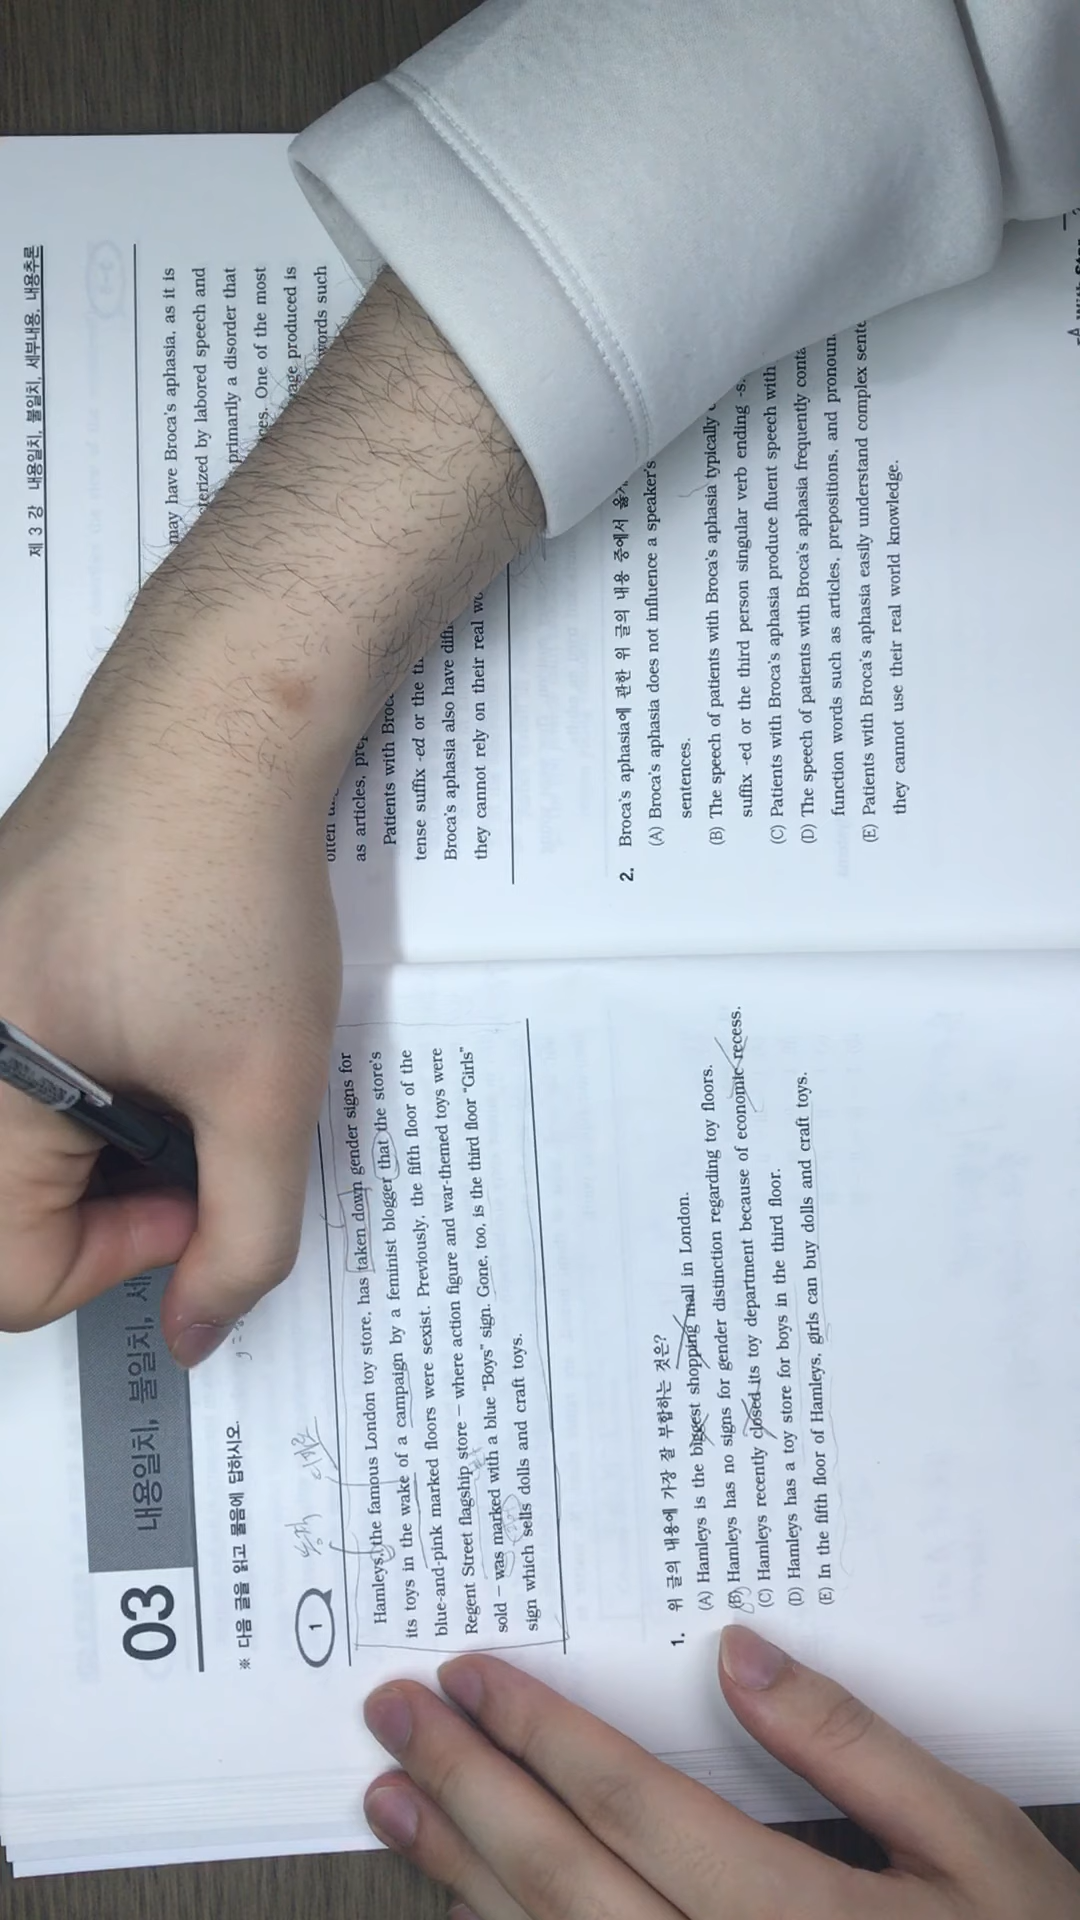 03
내용일치, 불일치, 세
※ 다음 글을 읽고 물음에 답하시오.
1
Hamleys, the famous London toy store, has taken down gender signs for
its toys in the wake of a campaign by a feminist blogger that the store's
blue-and-pink marked floors were sexist. Previously, the fifth floor of the
Regent Street flagship store – where action figure and war-themed toys were
sold – was marked with a blue “Boys” sign. Gone, too, is the third floor “Girls”
sign which sells dolls and craft toys.
1. 위 글의 내용에 가장 잘 부합하는 것은?
(A) Hamleys is the biggest shopping mall in London.
(B) Hamleys has no signs for gender distinction regarding toy floors.
(C) Hamleys recently closed its toy department because of economic recess.
(D) Hamleys has a toy store for boys in the third floor.
(E) In the fifth floor of Hamleys, girls can buy dolls and craft toys.
제 3 강 내용일치, 불일치, 세부내용, 내용추론
may have Broca's aphasia, as it is
cterized by labored speech and
primarily a disorder that
ces. One of the most
age produced is
often words such
as articles, prep
Patients with Broc
tense suffix -ed or the th
Broca's aphasia also have diffi
they cannot rely on their real wo
2. Broca's aphasia에 관한 위 글의 내용 중에서 옳
(A) Broca's aphasia does not influence a speaker's
sentences.
(B) The speech of patients with Broca's aphasia typically
suffix -ed or the third person singular verb ending -s.
(C) Patients with Broca's aphasia produce fluent speech with
(D) The speech of patients with Broca's aphasia frequently conta
function words such as articles, prepositions, and pronoun
(E) Patients with Broca's aphasia easily understand complex sente
they cannot use their real world knowledge.